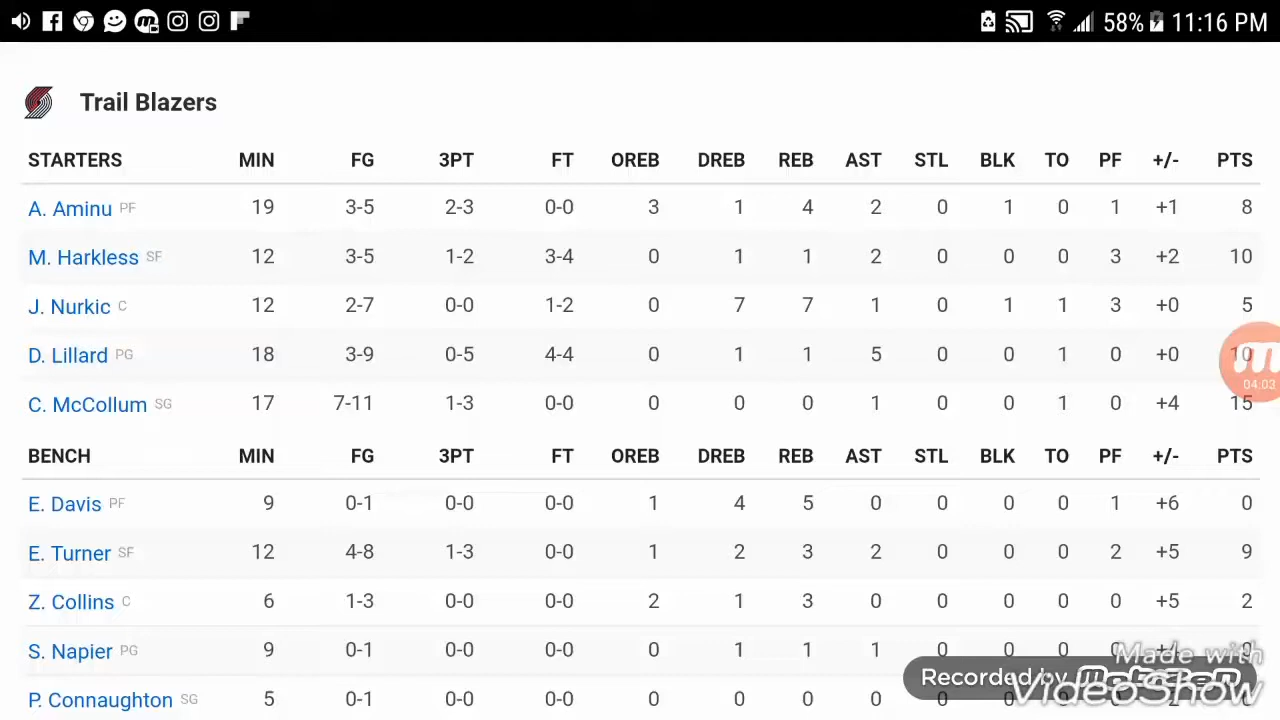 58% 11:16 PM
Trail Blazers
STARTERS MIN FG 3PT FT OREB DREB REB AST STL BLK TO PF +/- PTS
A. Aminu PF 19 3-5 2-3 0-0 3 1 4 2 0 1 0 1 +1 8
M. Harkless SF 12 3-5 1-2 3-4 0 1 1 2 0 0 0 3 +2 10
J. Nurkic C 12 2-7 0-0 1-2 0 7 7 1 0 1 1 3 +0 5
D. Lillard PG 18 3-9 0-5 4-4 0 1 1 5 0 0 1 0 +0 10
04:03
C. McCollum SG 17 7-11 1-3 0-0 0 0 0 1 0 0 1 0 +4 15
BENCH MIN FG 3PT FT OREB DREB REB AST STL BLK TO PF +/- PTS
E. Davis PF 9 0-1 0-0 0-0 1 4 5 0 0 0 0 1 +6 0
E. Turner SF 12 4-8 1-3 0-0 1 2 3 2 0 0 0 2 +5 9
Z. Collins C 6 1-3 0-0 0-0 2 1 3 0 0 0 0 0 +5 2
S. Napier PG 9 0-1 0-0 0-0 0 1 1 1 0 0 0 0
Made with
Recorded by
VideoShow
P. Connaughton SG 5 0-1 0-0 0-0 0 0 0 0 0